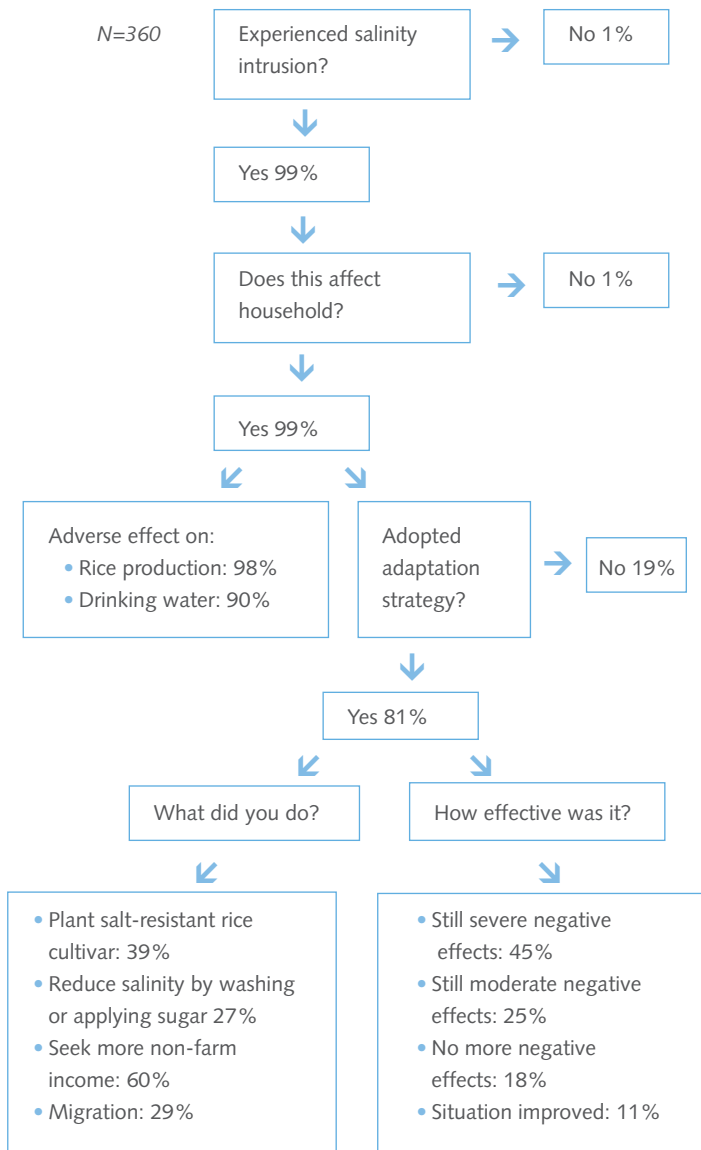 N=360
Experienced salinity
intrusion?
No 1%
Yes 99%
Does this affect
household?
No 1%
Yes 99%
Adverse effect on:
• Rice production: 98%
• Drinking water: 90%
Adopted
adaptation
strategy?
No 19%
Yes 81%
What did you do?
How effective was it?
• Plant salt-resistant rice
cultivar: 39%
• Reduce salinity by washing
or applying sugar 27%
• Seek more non-farm
income: 60%
• Migration: 29%
• Still severe negative
effects: 45%
• Still moderate negative
effects: 25%
• No more negative
effects: 18%
• Situation improved: 11%